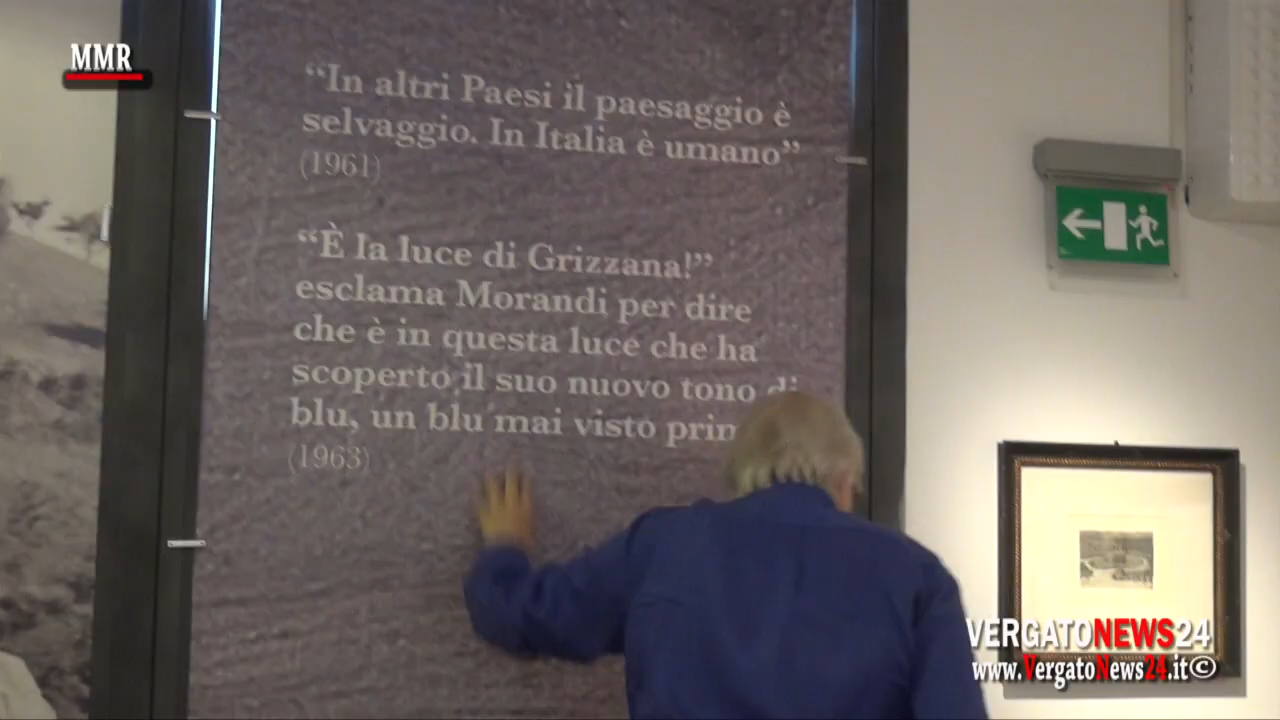 MMR
“In altri Paesi il paesaggio è
selvaggio. In Italia è umano”
(1961)
“È la luce di Grizzana!”
esclama Morandi per dire
che è in questa luce che ha
scoperto il suo nuovo tono di
blu, un blu mai visto prim
(1963)
VERGATONEWS24
www.VergatoNews24.it©